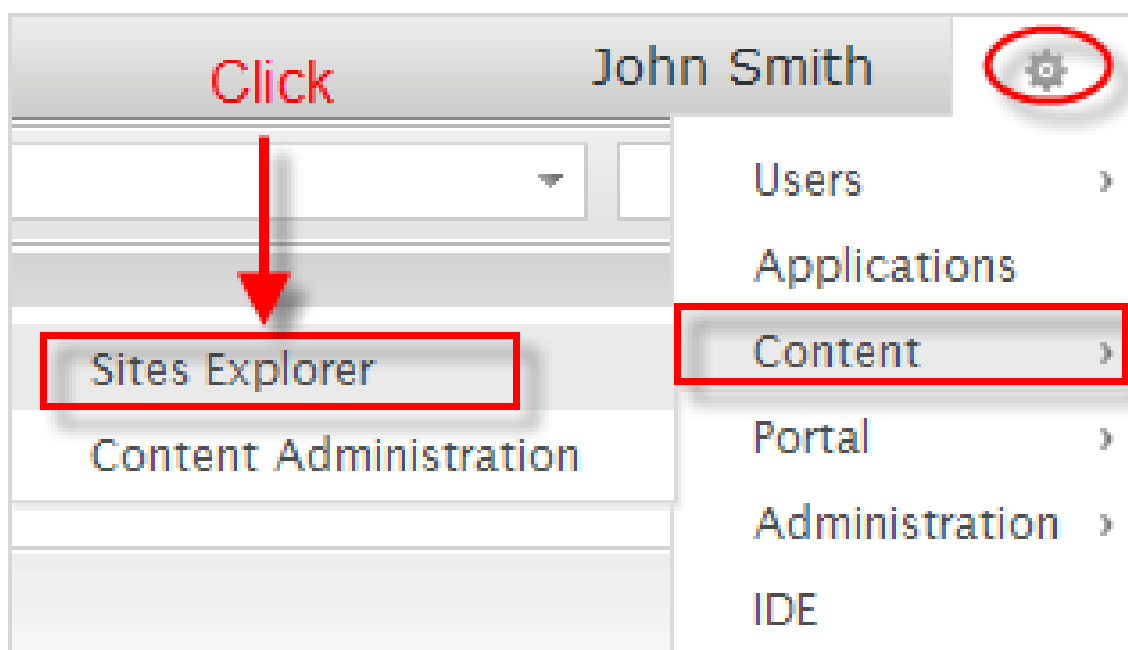 Click
John Smith
Users
Applications
Content
Portal
Administration
IDE
Sites Explorer
Content Administration